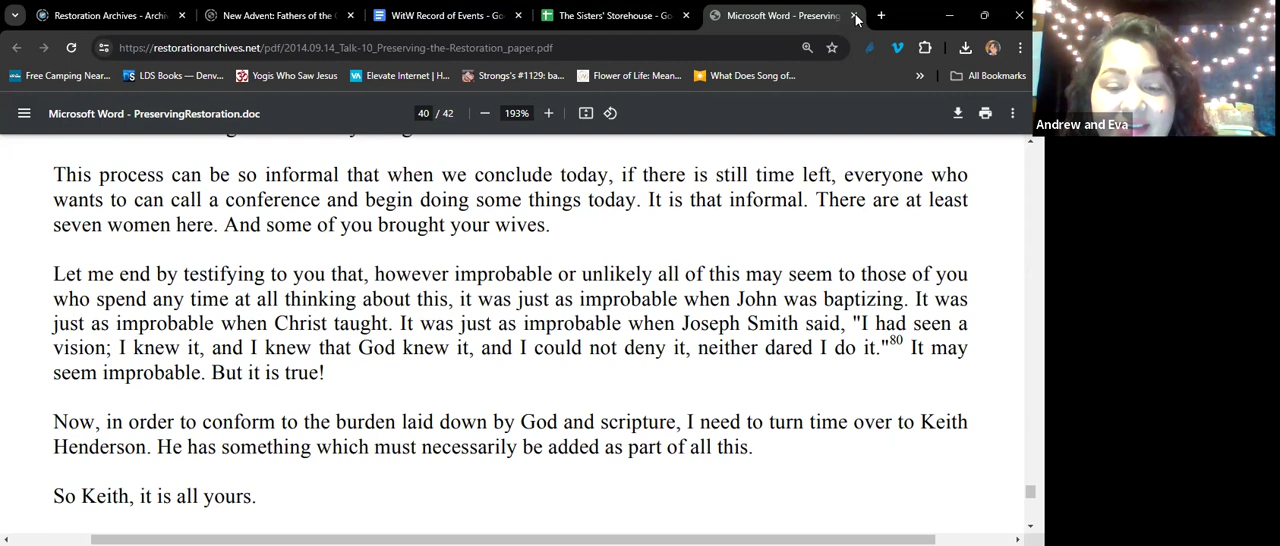 Restoration Archives - Archi
New Advent: Fathers of the C
WitW Record of Events - Goo
The Sisters' Storehouse - Goo
Microsoft Word - Preserving
https://restorationarchives.net/pdf/2014.09.14_Talk-10_Preserving-the-Restoration_paper.pdf
Free Camping Near...
LDS Books — Denv...
Yogis Who Saw Jesus
Elevate Internet | H...
Strong's #1129: ba...
Flower of Life: Mean...
What Does Song of...
» All Bookmarks
Microsoft Word - PreservingRestoration.doc
40 / 42
193%
Andrew and Eva
This process can be so informal that when we conclude today, if there is still time left, everyone who
wants to can call a conference and begin doing some things today. It is that informal. There are at least
seven women here. And some of you brought your wives.
Let me end by testifying to you that, however improbable or unlikely all of this may seem to those of you
who spend any time at all thinking about this, it was just as improbable when John was baptizing. It was
just as improbable when Christ taught. It was just as improbable when Joseph Smith said, "I had seen a
vision; I knew it, and I knew that God knew it, and I could not deny it, neither dared I do it."80 It may
seem improbable. But it is true!
Now, in order to conform to the burden laid down by God and scripture, I need to turn time over to Keith
Henderson. He has something which must necessarily be added as part of all this.
So Keith, it is all yours.